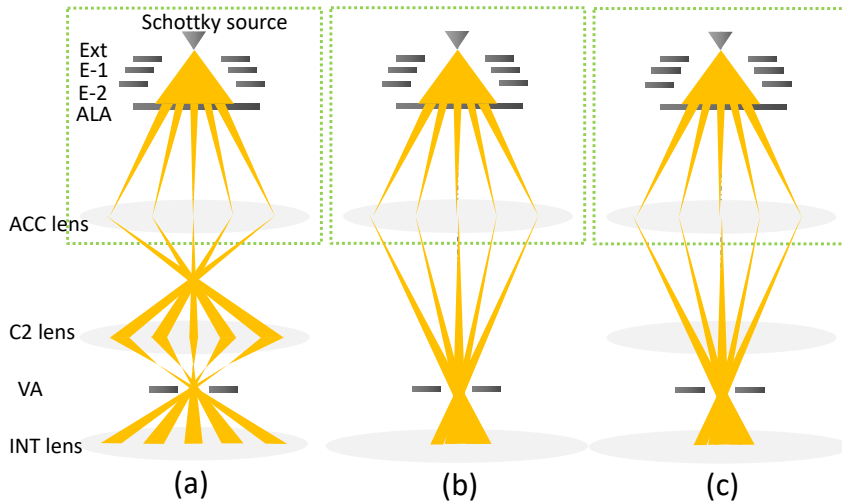 Schottky source
Ext
E-1
E-2
ALA
ACC lens
C2 lens
VA
INT lens
(a)
(b)
(c)